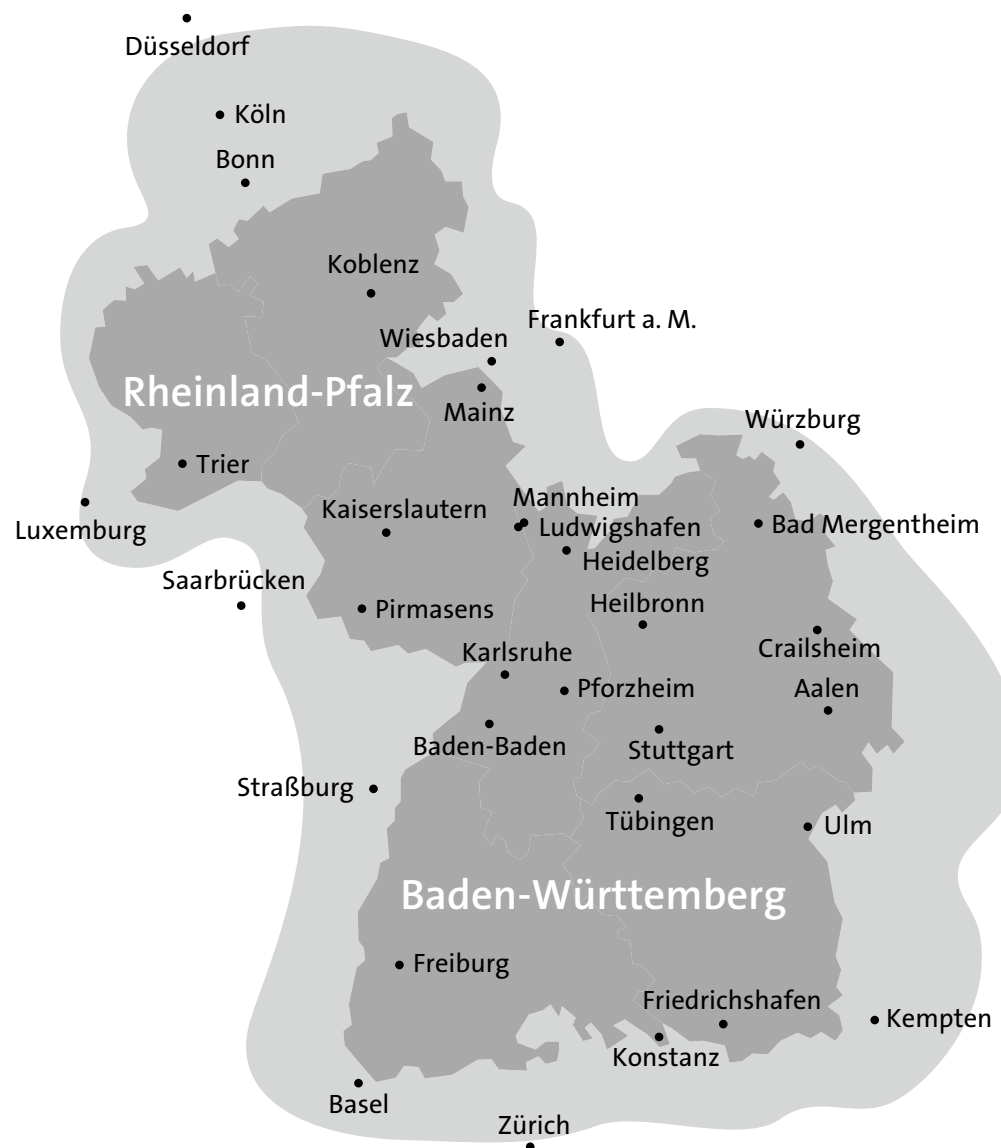 Düsseldorf
Köln
Bonn
Koblenz
Frankfurt a. M.
Wiesbaden
Rheinland-Pfalz
Mainz
Würzburg
Trier
Mannheim
Kaiserslautern
Ludwigshafen
Bad Mergentheim
Luxemburg
Heidelberg
Saarbrücken
Heilbronn
Pirmasens
Crailsheim
Karlsruhe
Pforzheim
Aalen
Baden-Baden
Stuttgart
Straßburg
Tübingen
Ulm
Baden-Württemberg
Freiburg
Friedrichshafen
Kempten
Konstanz
Basel
Zürich